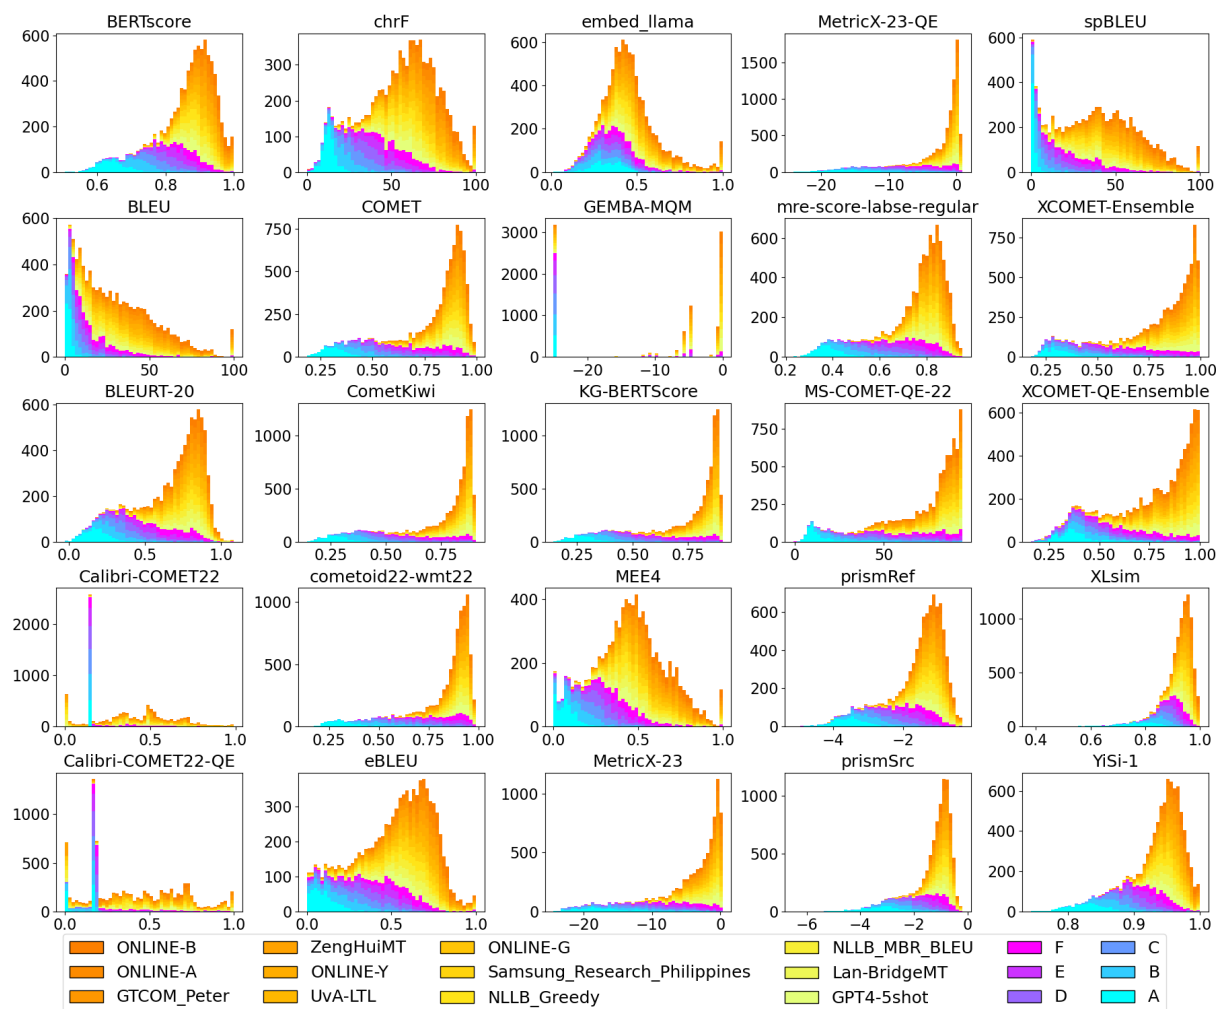 BERTscore chrF embed_llama MetricX-23-QE spBLEU
600 400 200 0 0.6 0.8 1.0
300 200 100 0 0 50 100
600 400 200 0 0.0 0.5 1.0
1500 1000 500 0 −20 −10 0
600 400 200 0 0 50 100
BLEU COMET GEMBA-MQM mre-score-labse-regular XCOMET-Ensemble
600 400 200 0 0 50 100
750 500 250 0 0.25 0.50 0.75 1.00
3000 2000 1000 0 −20 −10 0
600 400 200 0 0.2 0.4 0.6 0.8
800 600 400 200 0 0.25 0.50 0.75 1.00
BLEURT-20 CometKiwi KG-BERTScore MS-COMET-QE-22 XCOMET-QE-Ensemble
600 400 200 0 0.0 0.5 1.0
1000 500 0 0.25 0.50 0.75
1000 500 0 0.25 0.50 0.75
750 500 250 0 0 50
600 400 200 0 0.25 0.50 0.75 1.00
Calibri-COMET22 cometoid22-wmt22 MEE4 prismRef XLsim
2000 1000 0 0.0 0.5 1.0
1000 500 0 0.25 0.50 0.75 1.00
400 200 0 0.0 0.5 1.0
600 400 200 0 −4 −2
1000 500 0 0.4 0.6 0.8 1.0
Calibri-COMET22-QE eBLEU MetricX-23 prismSrc YiSi-1
1000 500 0 0.0 0.5 1.0
300 200 100 0 0.0 0.5 1.0
1000 500 0 −20 −10 0
1000 500 0 −6 −4 −2 0
600 400 200 0 0.8 0.9 1.0
ONLINE-B ZengHuiMT ONLINE-G NLLB_MBR_BLEU F C
ONLINE-A ONLINE-Y Samsung_Research_Philippines Lan-BridgeMT E B
GTCOM_Peter UvA-LTL NLLB_Greedy GPT4-5shot D A